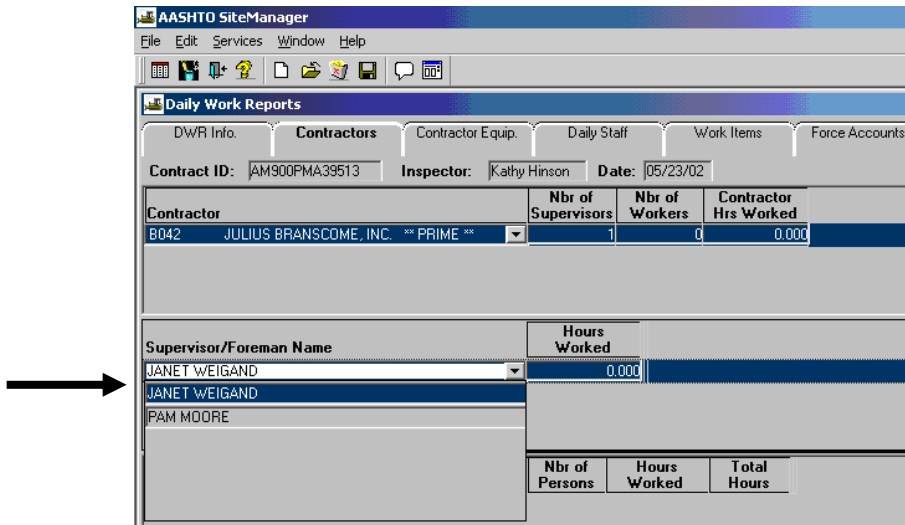 AASHTO SiteManager
File Edit Services Window Help
Daily Work Reports
DWR Info. Contractors Contractor Equip. Daily Staff Work Items Force Accounts
Contract ID: AM900PMA39513 Inspector: Kathy Hinson Date: 05/23/02
Contractor Nbr of Supervisors Nbr of Workers Contractor Hrs Worked
B042 JULIUS BRANSCOME, INC. ** PRIME ** 1 0 0.000
Supervisor/Foreman Name Hours Worked
JANET WEIGAND 0.000
JANET WEIGAND
PAM MOORE
Nbr of Persons Hours Worked Total Hours